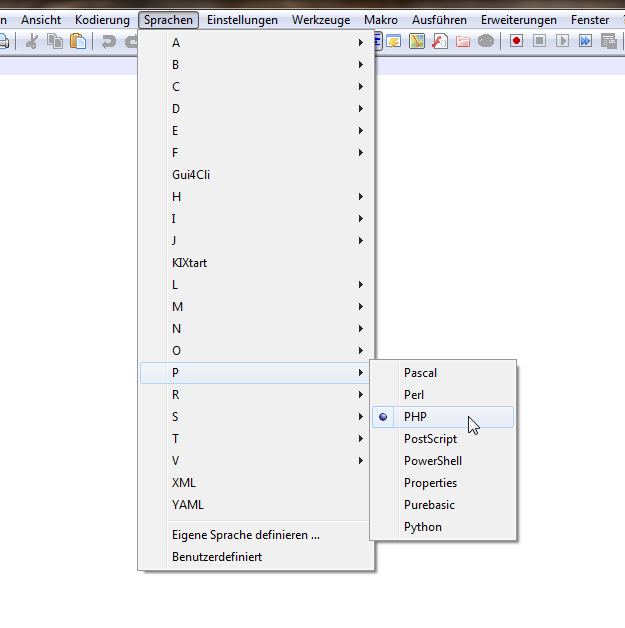 n Ansicht Kodierung Sprachen Einstellungen Werkzeuge Makro Ausführen Erweiterungen Fenster
A
B
C
D
E
F
Gui4Cli
H
I
J
KIXtart
L
M
N
O
P
R
S
T
V
XML
YAML
Eigene Sprache definieren ...
Benutzerdefiniert
Pascal
Perl
PHP
PostScript
PowerShell
Properties
Purebasic
Python